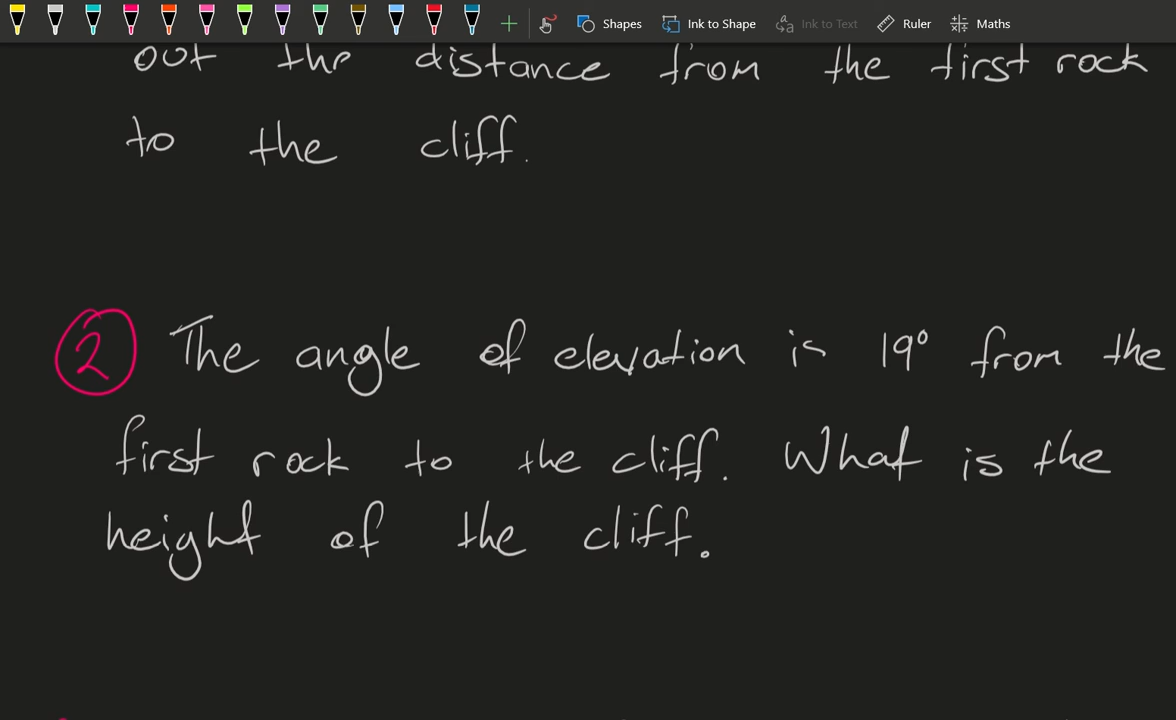 Shapes Ink to Shape Ink to Text Ruler Maths
out the distance from the first rock
to the cliff.
2 The angle of elevation is 19° from the
first rock to the cliff. What is the
height of the cliff.